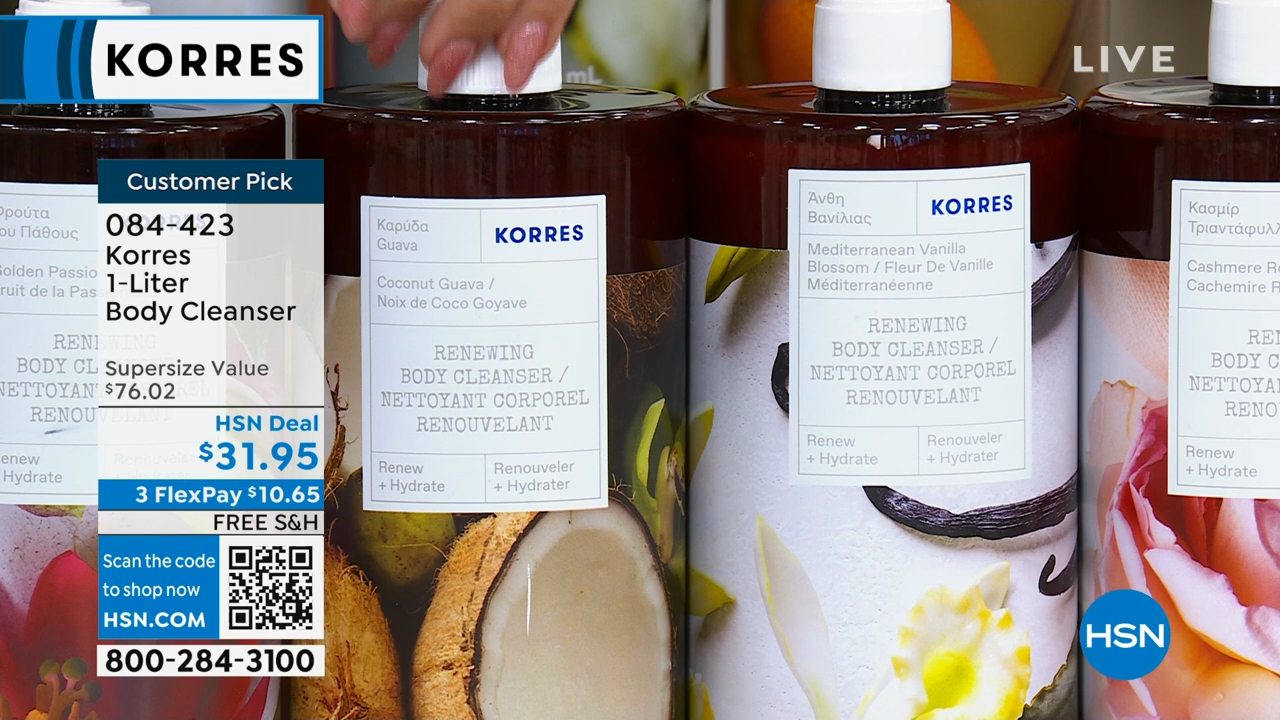 KORRES
LIVE
mL
Customer Pick
084-423
Korres
1-Liter
Body Cleanser
Supersize Value
$76.02
HSN Deal
$31.95
3 FlexPay $10.65
FREE S&H
Scan the code
to shop now
HSN.COM
800-284-3100
Καρύδα
Guava
KORRES
Coconut Guava /
Noix de Coco Goyave
RENEWING
BODY CLEANSER /
NETTOYANT CORPOREL
RENOUVELANT
Renew
+ Hydrate
Renouveler
+ Hydrater
Άνθη
Βανίλιας
KORRES
Mediterranean Vanilla
Blossom / Fleur De Vanille
Méditerranéenne
RENEWING
BODY CLEANSER /
NETTOYANT CORPOREL
RENOUVELANT
Renew
+ Hydrate
Renouveler
+ Hydrater
Κασμίρ
Cashmere
Cachemire
BODY
NETTOYANT
Renew
+ Hydrate
HSN